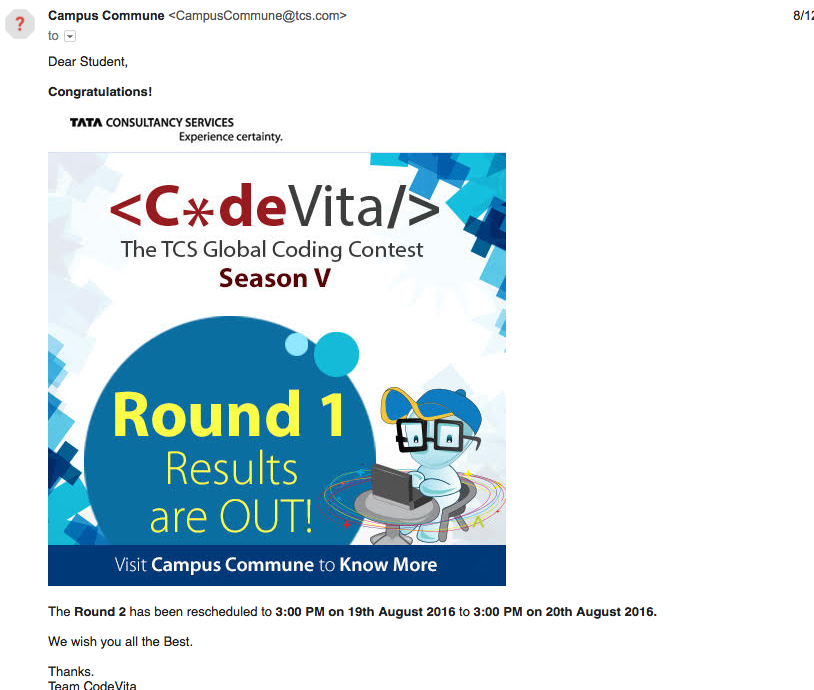 Campus Commune <CampusCommune@tcs.com> 8/12
to
Dear Student,
Congratulations!
TATA CONSULTANCY SERVICES
Experience certainty.
<C*deVita/>
The TCS Global Coding Contest
Season V
Round 1
Results
are OUT!
Visit Campus Commune to Know More
The Round 2 has been rescheduled to 3:00 PM on 19th August 2016 to 3:00 PM on 20th August 2016.
We wish you all the Best.
Thanks.
Team CodeVita